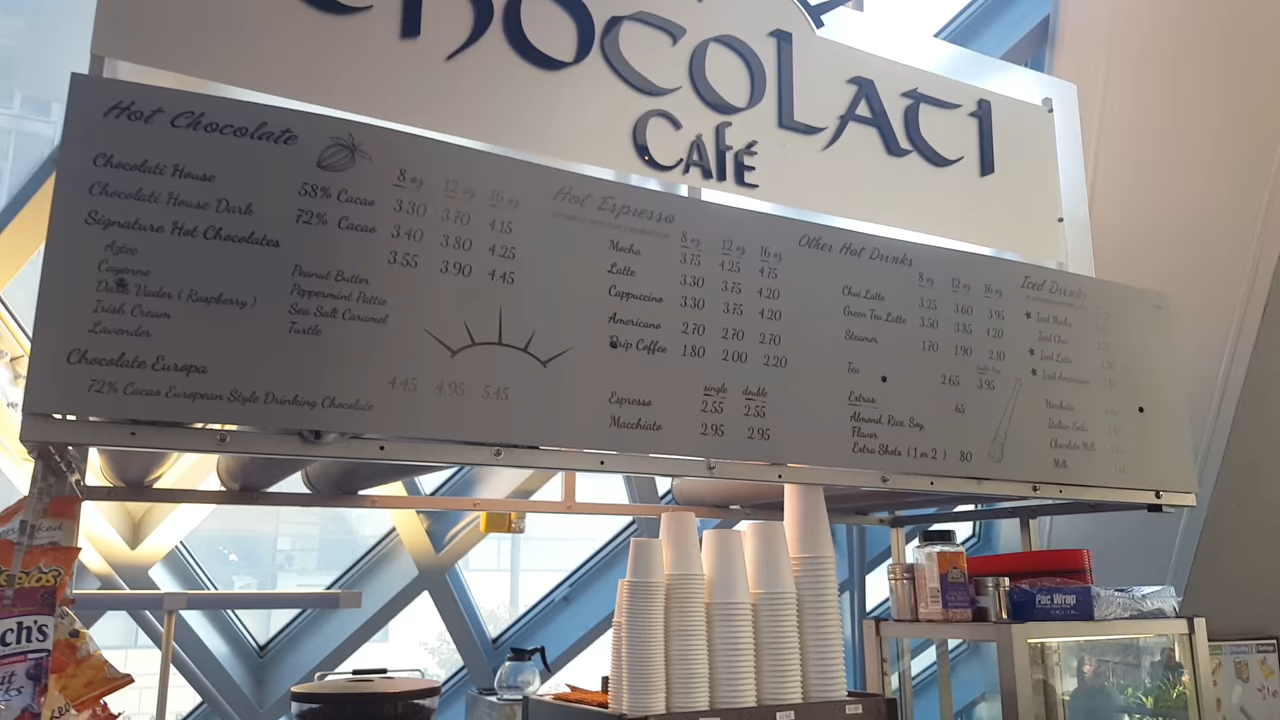 CHOCOLATI
CAFÉ
Hot Chocolate
8 oz 12 oz 16 oz
Chocolati House 58% Cacao 3.30 3.70 4.15
Chocolati House Dark 72% Cacao 3.40 3.80 4.25
Signature Hot Chocolates 3.55 3.90 4.45
Aztec
Cayenne
Dark Vader (Raspberry)
Irish Cream
Lavender
Peanut Butter
Peppermint Pattie
Sea Salt Caramel
Turtle
Chocolate Europa
72% Cacao European Style Drinking Chocolate 4.45 4.95 5.45
Hot Espresso
8 oz 12 oz 16 oz
Mocha 3.75 4.25 4.75
Latte 3.30 3.75 4.20
Cappuccino 3.30 3.75 4.20
Americano 2.70 2.70 2.70
Drip Coffee 1.80 2.00 2.20
single double
Espresso 2.55 2.55
Macchiato 2.95 2.95
Other Hot Drinks
8 oz 12 oz 16 oz
Chai Latte 3.25 3.60 3.95
Green Tea Latte 3.50 3.85 4.20
Steamer 1.70 1.90 2.10
Tea 2.65 3.95
Extras: .65
Almond, Rice, Soy
Flavor
Extra Shots (1 or 2) .80
Iced Drinks
Iced Mocha
Iced Chai
Iced Latte
Iced Americano
Horchata
Italian Soda
Chocolate Milk
Milk
Pac Wrap
ch's